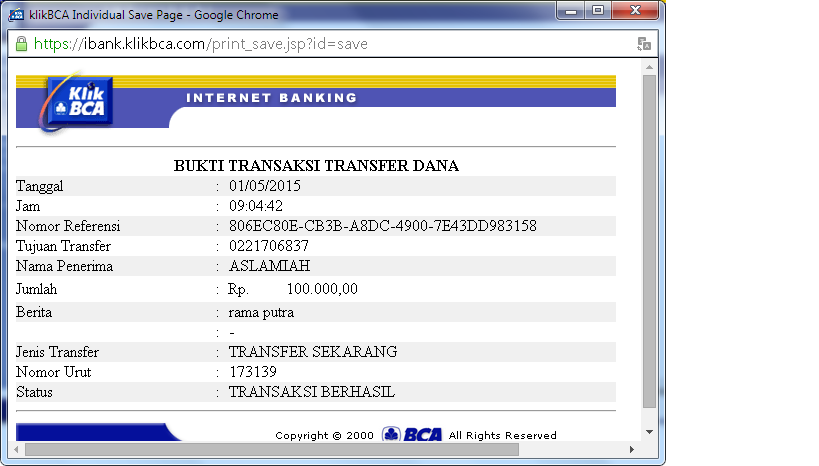 klikBCA Individual Save Page - Google Chrome
https://ibank.klikbca.com/print_save.jsp?id=save
Klik BCA
INTERNET BANKING
BUKTI TRANSAKSI TRANSFER DANA
Tanggal : 01/05/2015
Jam : 09:04:42
Nomor Referensi : 806EC80E-CB3B-A8DC-4900-7E43DD983158
Tujuan Transfer : 0221706837
Nama Penerima : ASLAMIAH
Jumlah : Rp. 100.000,00
Berita : rama putra
: -
Jenis Transfer : TRANSFER SEKARANG
Nomor Urut : 173139
Status : TRANSAKSI BERHASIL
Copyright © 2000 BCA All Rights Reserved